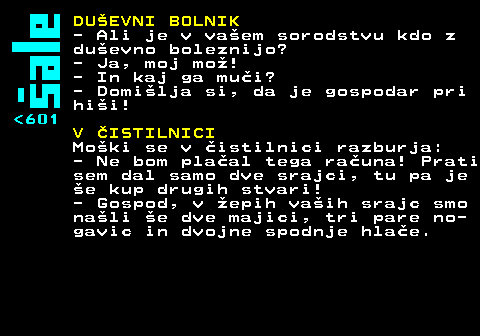 šale
<601
DUŠEVNI BOLNIK
- Ali je v vašem sorodstvu kdo z
duševno boleznijo?
- Ja, moj mož!
- In kaj ga muči?
- Domišlja si, da je gospodar pri
hiši!
V ČISTILNICI
Moški se v čistilnici razburja:
- Ne bom plačal tega računa! Prati
sem dal samo dve srajci, tu pa je
še kup drugih stvari!
- Gospod, v žepih vaših srajc smo
našli še dve majici, tri pare no-
gavic in dvojne spodnje hlače.